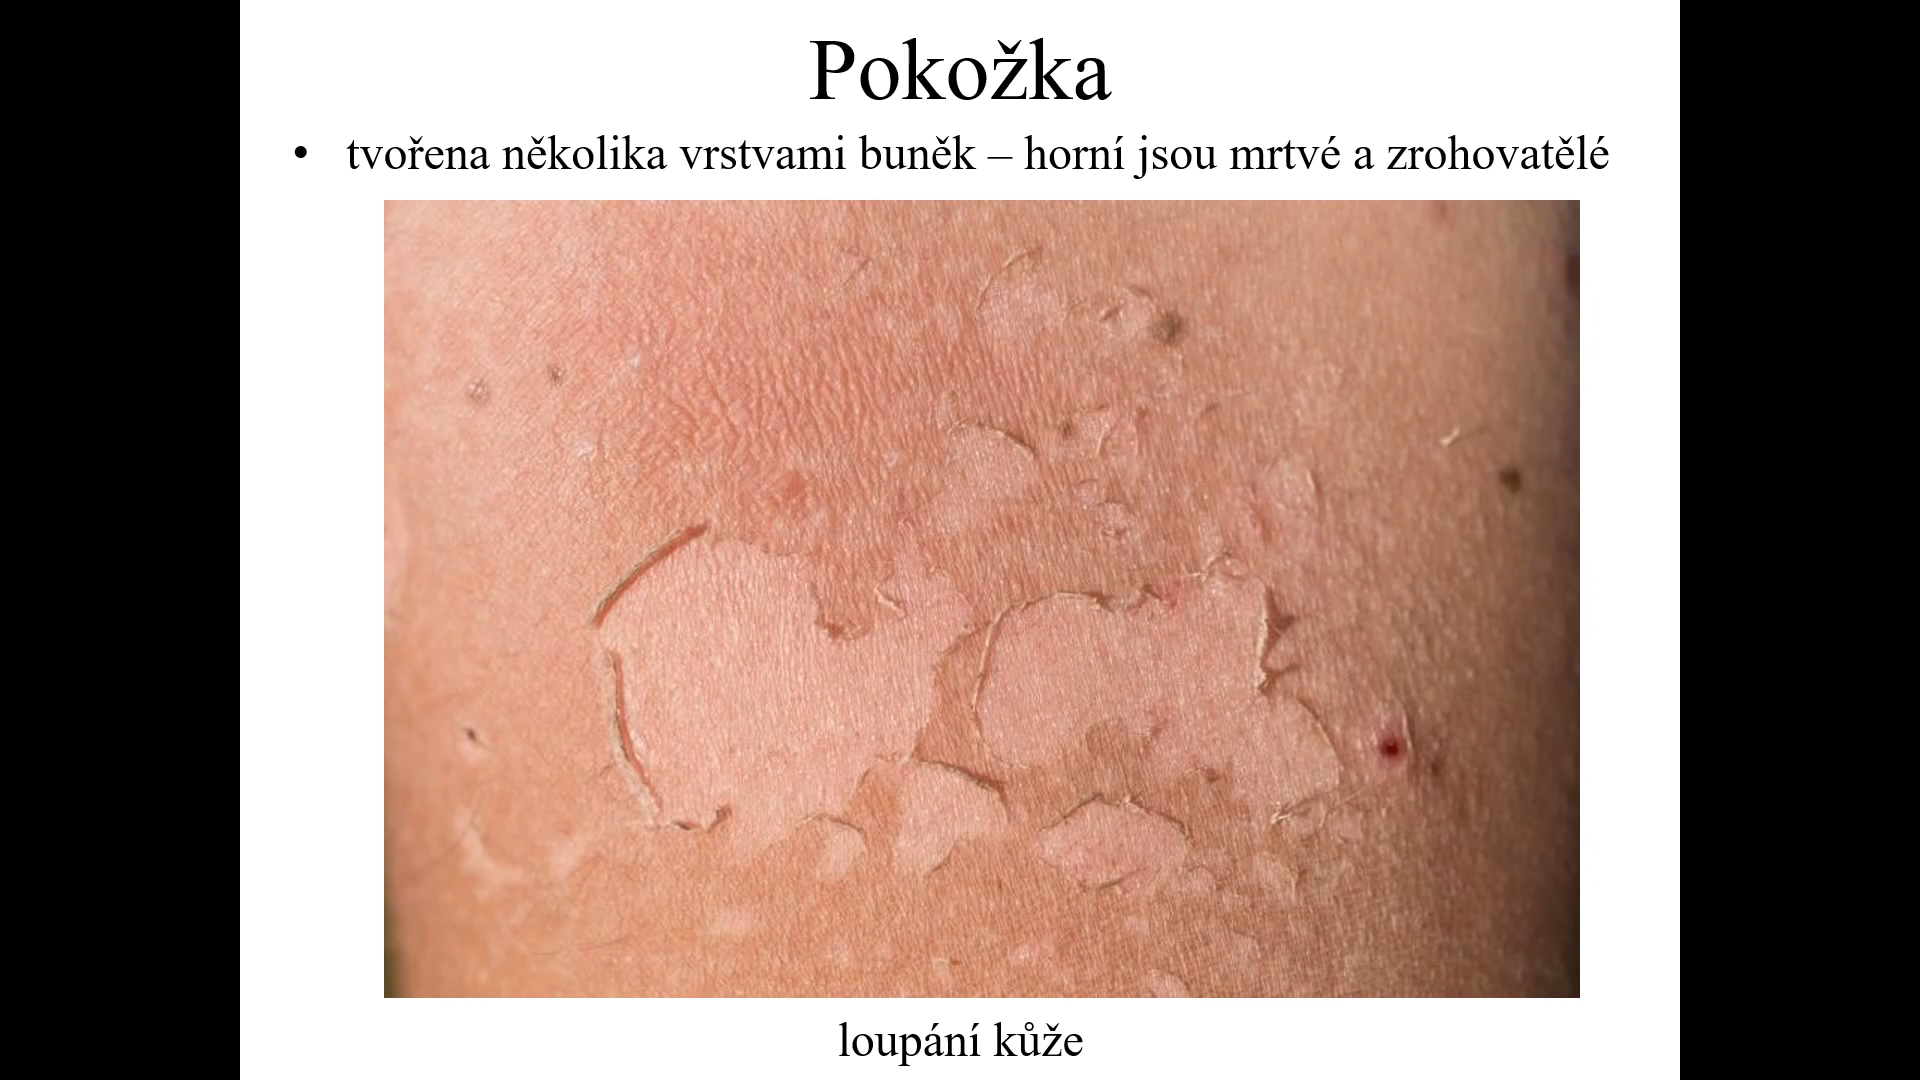 Pokožka
• tvořena několika vrstvami buněk – horní jsou mrtvé a zrohovatělé
loupání kůže